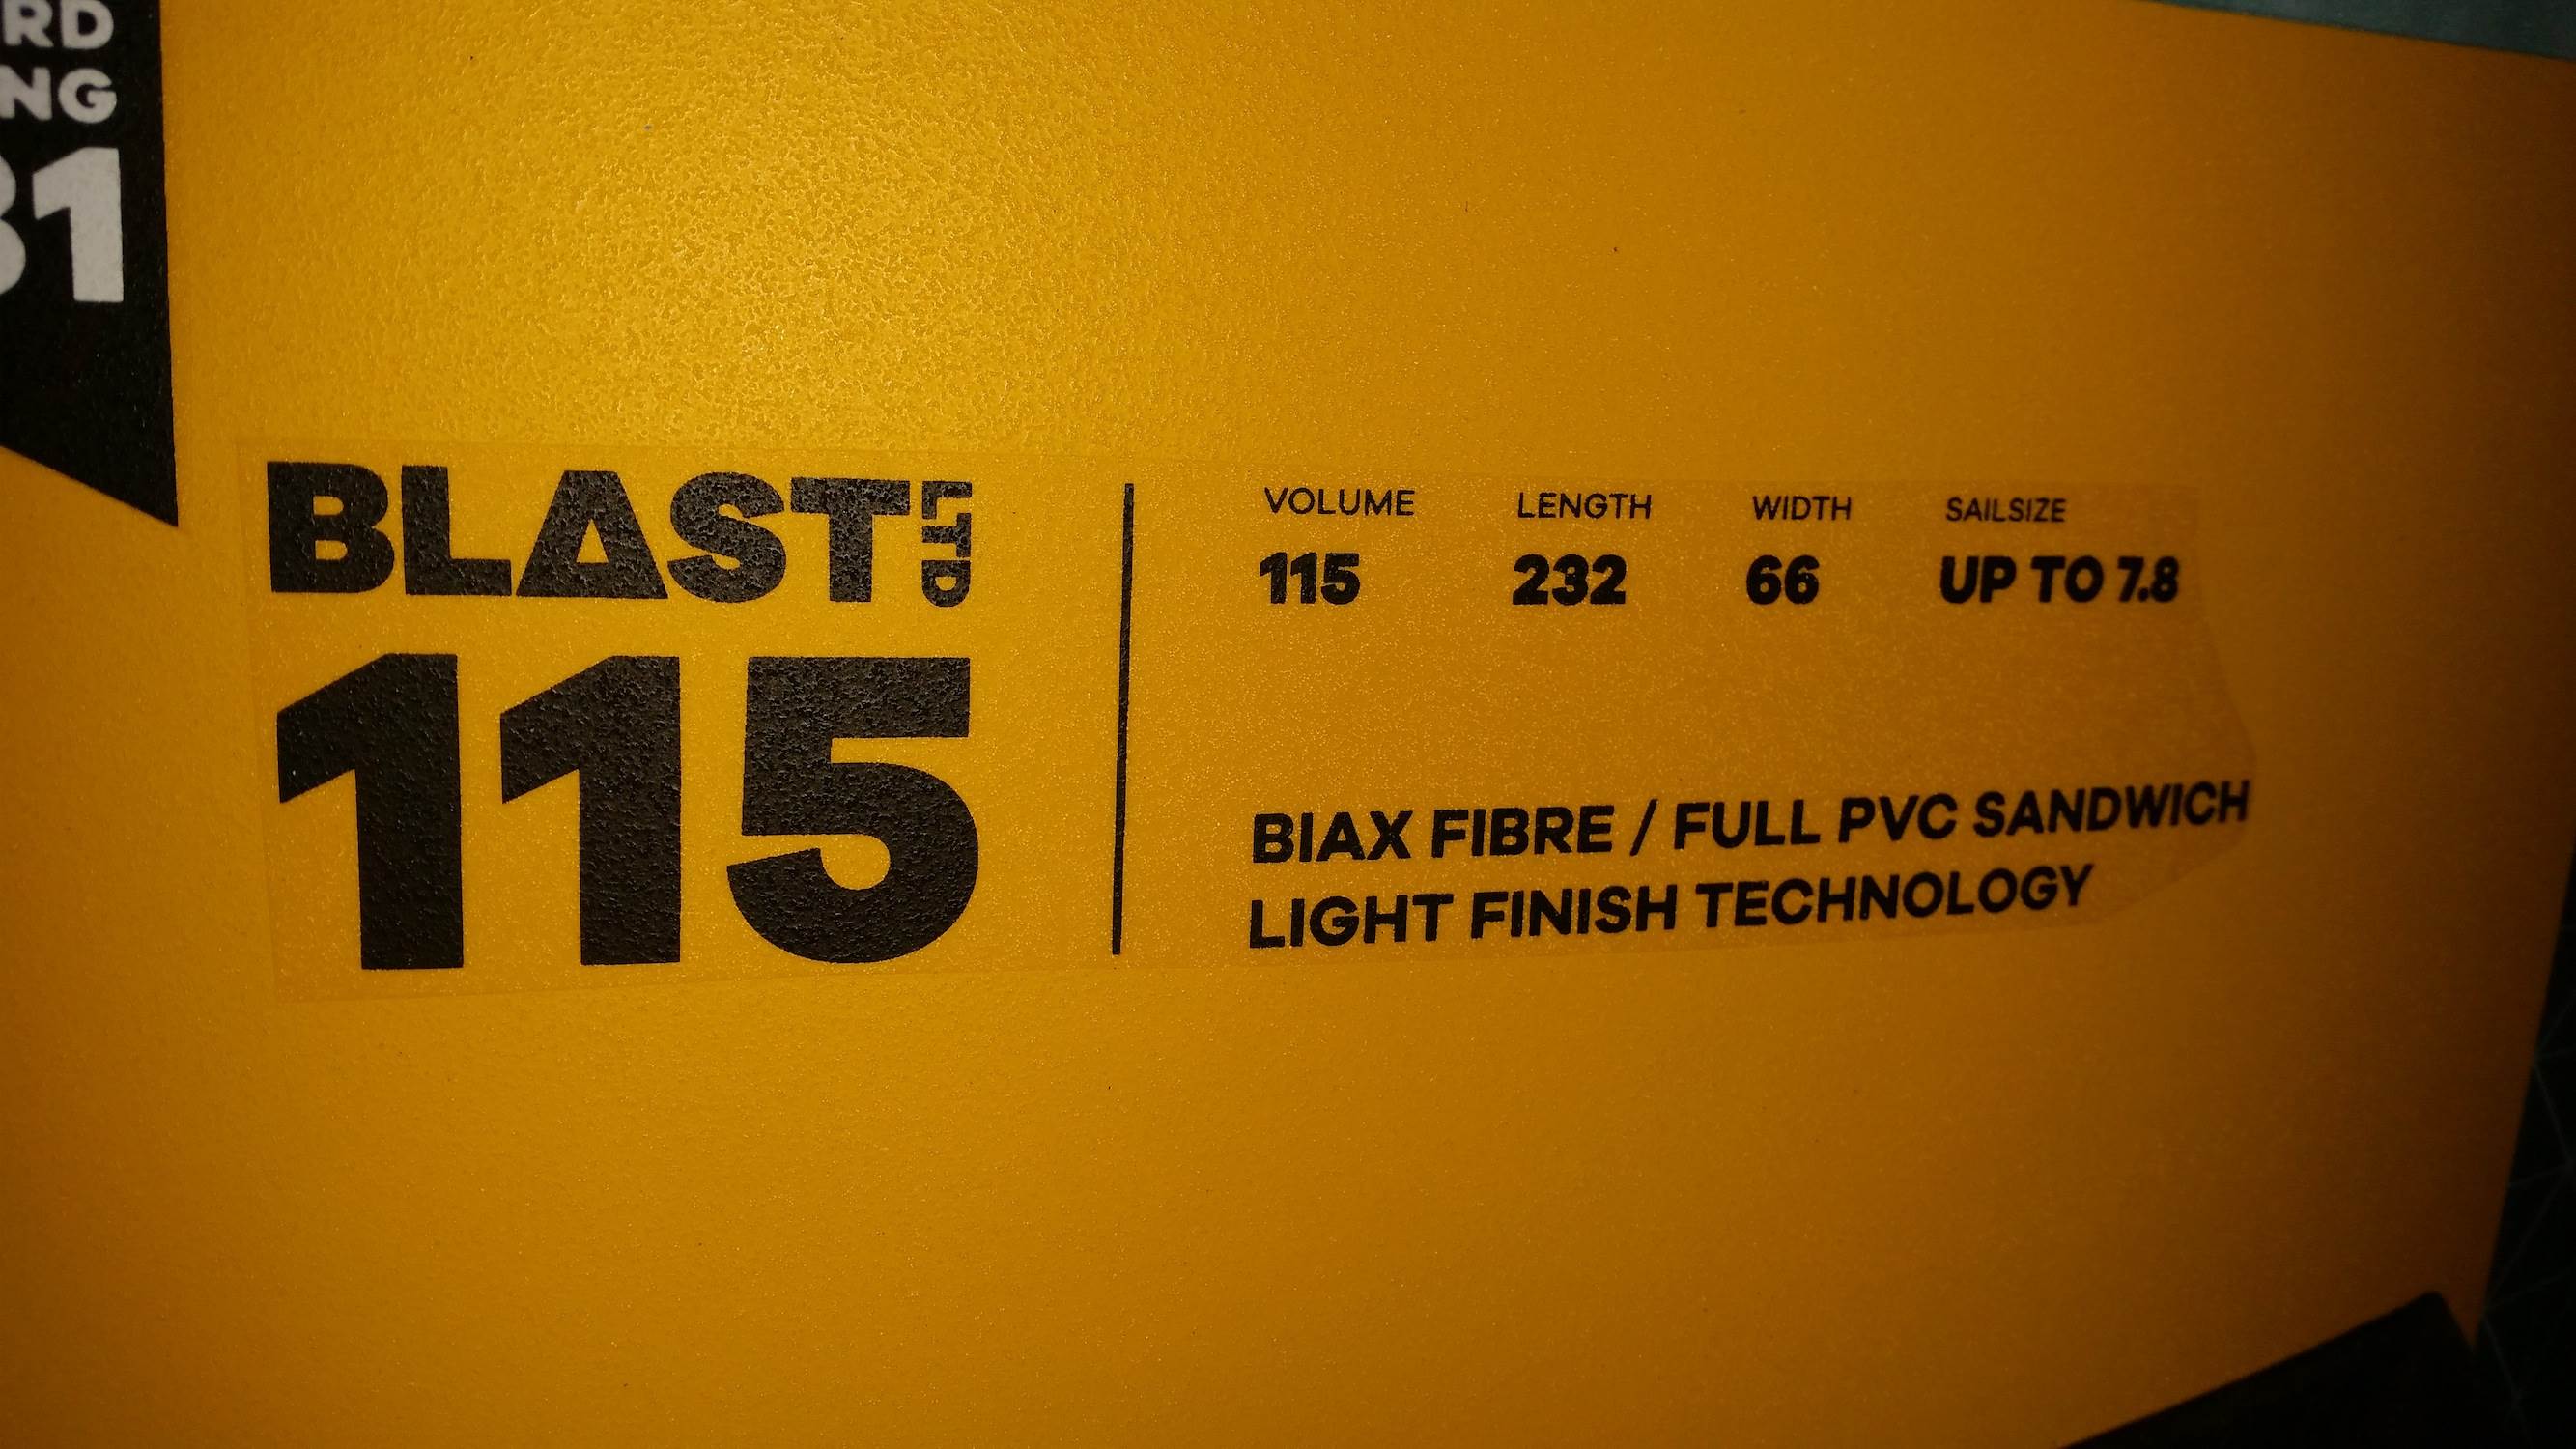 RD
NG
31
BLAST LTD
115
VOLUME LENGTH WIDTH SAILSIZE
115 232 66 UP TO 7.8
BIAX FIBRE / FULL PVC SANDWICH
LIGHT FINISH TECHNOLOGY